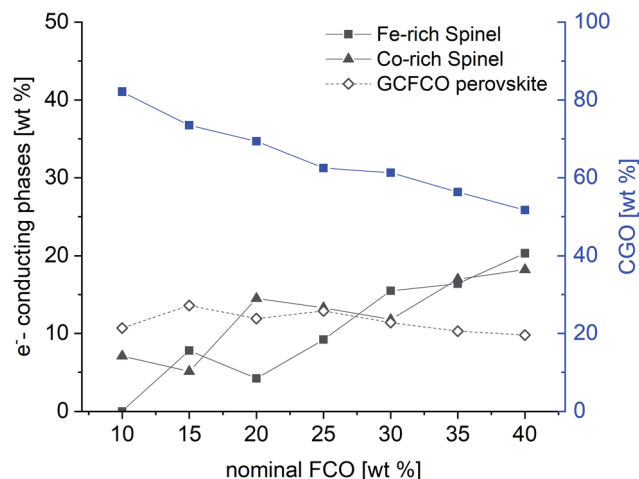 Fe-rich Spinel
Co-rich Spinel
GCFCO perovskite
50
40
30
20
10
0
e⁻- conducting phases [wt %]
100
80
60
40
20
0
CGO [wt %]
10 15 20 25 30 35 40
nominal FCO [wt %]